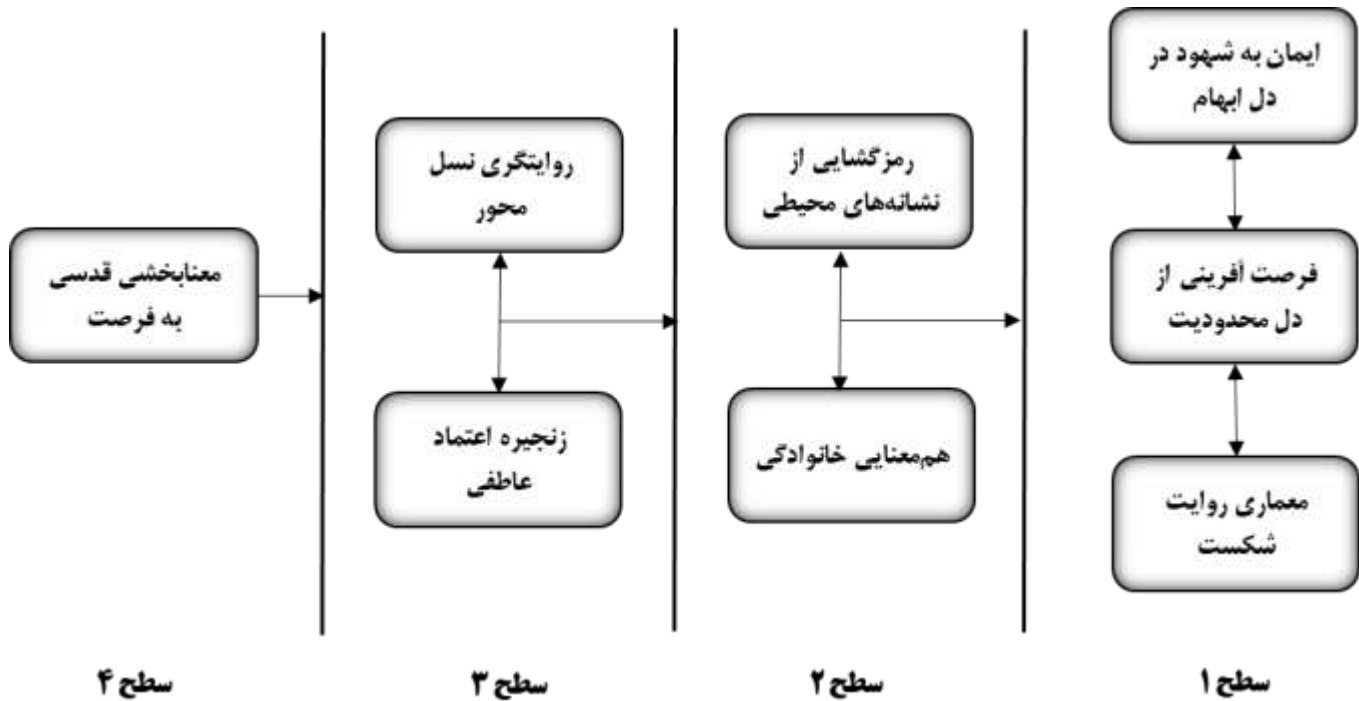 ایمان به شهود در
دل ابهام
فرصت آفرینی از
دل محدودیت
معماری روایت
شکست
سطح ۱
رمزگشایی از
نشانه‌های محیطی
هم‌معنایی خانوادگی
سطح ۲
روایتگری نسل
محور
زنجیره اعتماد
عاطفی
سطح ۳
معنابخشی قدسی
به فرصت
سطح ۴